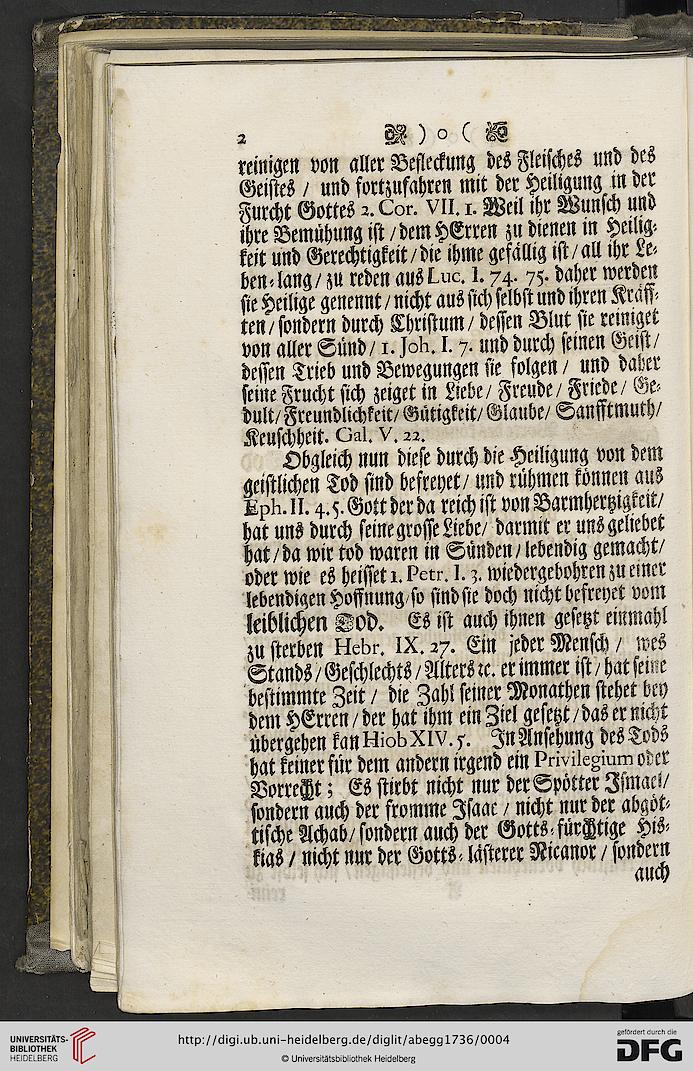 2 ) o (
reinigen von aller Befleckung des Fleisches und des
Geistes / und fortzufahren mit der Heiligung in der
Furcht Gottes 2. Cor. VII. 1. Weil ihr Wunsch und
ihre Bemühung ist / dem HErren zu dienen in Heilig-
keit und Gerechtigkeit / die ihme gefällig ist / all ihr Le-
ben-lang / zu reden aus Luc. I. 74. 75. daher werden
sie Heilige genennt / nicht aus sich selbst und ihren Kräff-
ten / sondern durch Christum / dessen Blut sie reiniget
von aller Sünd / 1. Joh. I. 7. und durch seinen Geist /
dessen Trieb und Bewegungen sie folgen / und daher
seine Frucht sich zeiget in Liebe / Freude / Friede / Ge-
dult / Freundlichkeit / Gütigkeit / Glaube / Sanfftmuth /
Keuschheit. Gal. V. 22.
Obgleich nun diese durch die Heiligung von dem
geistlichen Tod sind befreyet / und rühmen können aus
Eph. II. 4. 5. Gott der da reich ist von Barmhertzigkeit /
hat uns durch seine grosse Liebe / darmit er uns geliebet
hat / da wir tod waren in Sünden / lebendig gemacht /
oder wie es heisset 1. Petr. I. 3. wiedergebohren zu einer
lebendigen Hoffnung / so sind sie doch nicht befreyet vom
leiblichen Tod. Es ist auch ihnen gesetzt einmahl
zu sterben Hebr. IX. 27. Ein jeder Mensch / wes
Stands / Geschlechts / Alters ꝛc. er immer ist / hat seine
bestimmte Zeit / die Zahl seiner Monathen stehet bey
dem HErren / der hat ihm ein Ziel gesetzt / das er nicht
übergehen kan Hiob XIV. 5. In Ansehung des Tods
hat keiner für dem andern irgend ein Privilegium oder
Vorrecht ; Es stirbt nicht nur der Spötter Ismael /
sondern auch der fromme Isaac / nicht nur der abgöt-
tische Achab / sondern auch der Gotts-fürchtige His-
kias / nicht nur der Gotts-lästerer Nicanor / sondern
auch
UNIVERSITÄTS-
BIBLIOTHEK
HEIDELBERG
http://digi.ub.uni-heidelberg.de/diglit/abegg1736/0004
© Universitätsbibliothek Heidelberg
gefördert durch die
DFG